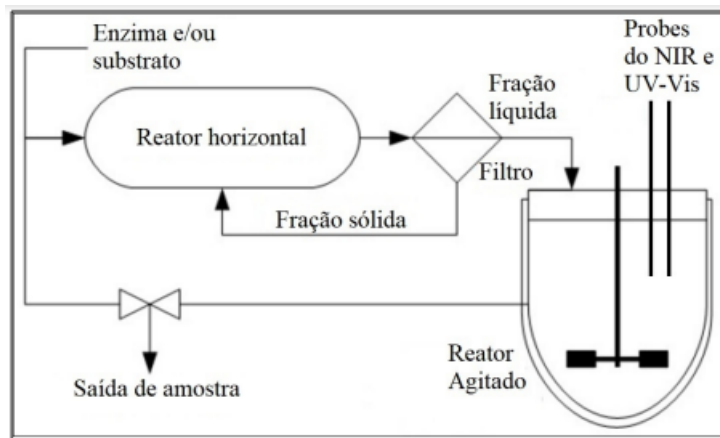 Enzima e/ou
substrato
Probes
do NIR e
UV-Vis
Fração
líquida
Reator horizontal
Filtro
Fração sólida
Reator
Agitado
Saída de amostra